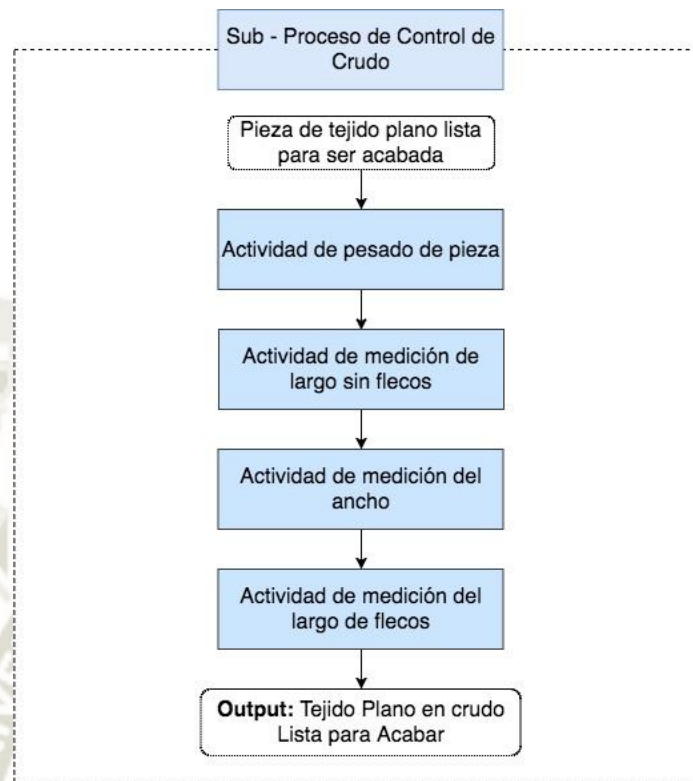 Sub - Proceso de Control de
Crudo
Pieza de tejido plano lista
para ser acabada
Actividad de pesado de pieza
Actividad de medición de
largo sin flecos
Actividad de medición del
ancho
Actividad de medición del
largo de flecos
Output: Tejido Plano en crudo
Lista para Acabar